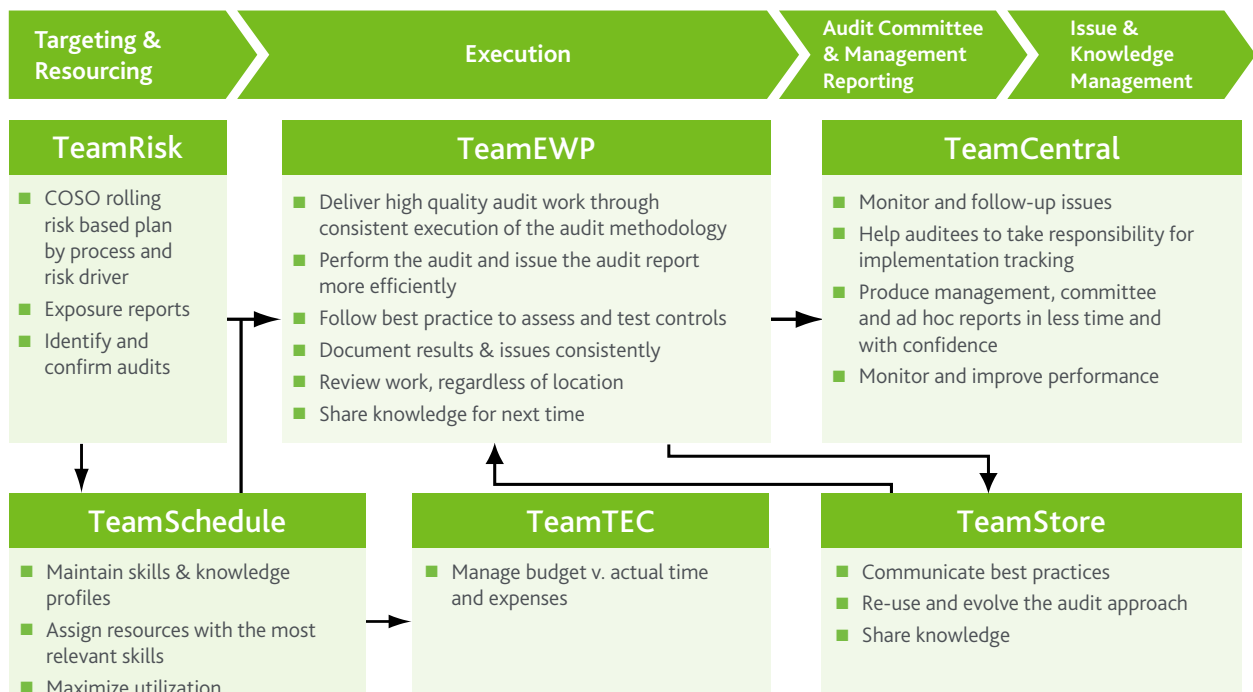 Targeting &
Resourcing
Execution
Audit Committee
& Management
Reporting
Issue &
Knowledge
Management
TeamRisk
COSO rolling
risk based plan
by process and
risk driver
Exposure reports
Identify and
confirm audits
TeamEWP
Deliver high quality audit work through
consistent execution of the audit methodology
Perform the audit and issue the audit report
more efficiently
Follow best practice to assess and test controls
Document results & issues consistently
Review work, regardless of location
Share knowledge for next time
TeamCentral
Monitor and follow-up issues
Help auditees to take responsibility for
implementation tracking
Produce management, committee
and ad hoc reports in less time and
with confidence
Monitor and improve performance
TeamSchedule
Maintain skills & knowledge
profiles
Assign resources with the most
relevant skills
Maximize utilization
TeamTEC
Manage budget v. actual time
and expenses
TeamStore
Communicate best practices
Re-use and evolve the audit approach
Share knowledge